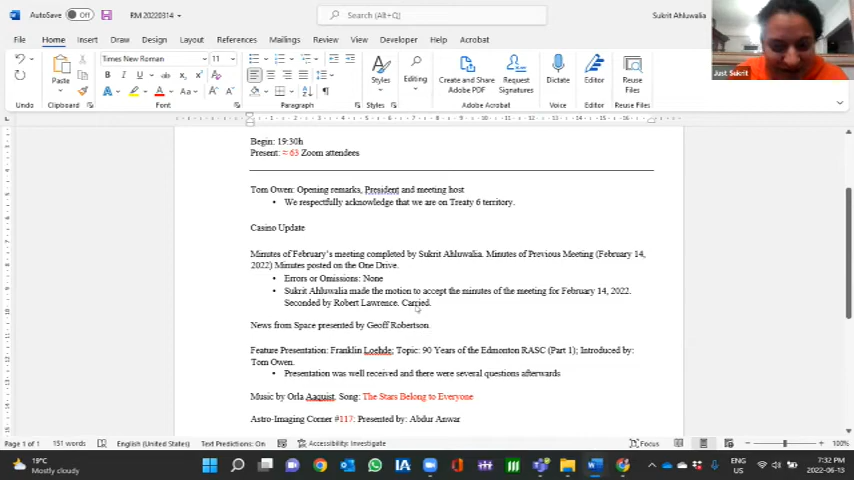 AutoSave Off RM 20220314 Search (Alt+Q) Sukrit Ahluwalia
File Home Insert Draw Design Layout References Mailings Review View Developer Help Acrobat
Times New Roman 11
Paste Styles Editing Create and Share Adobe PDF Request Signatures Dictate Editor Reuse Files
Clipboard Font Paragraph Styles Adobe Acrobat Voice Editor Reuse Files
Just Sukrit
Begin: 19:30h
Present: ≈ 63 Zoom attendees
Tom Owen: Opening remarks, President and meeting host
• We respectfully acknowledge that we are on Treaty 6 territory.
Casino Update
Minutes of February's meeting completed by Sukrit Ahluwalia. Minutes of Previous Meeting (February 14,
2022) Minutes posted on the One Drive.
• Errors or Omissions: None
• Sukrit Ahluwalia made the motion to accept the minutes of the meeting for February 14, 2022.
Seconded by Robert Lawrence. Carried.
News from Space presented by Geoff Robertson
Feature Presentation: Franklin Loehde; Topic: 90 Years of the Edmonton RASC (Part 1); Introduced by:
Tom Owen.
• Presentation was well received and there were several questions afterwards
Music by Orla Aaquist, Song: The Stars Belong to Everyone
Astro-Imaging Corner #117: Presented by: Abdur Anwar
Page 1 of 1 151 words English (United States) Text Predictions: On Accessibility: Investigate Focus 100%
19°C
Mostly cloudy
ENG
US
7:32 PM
2022-06-13